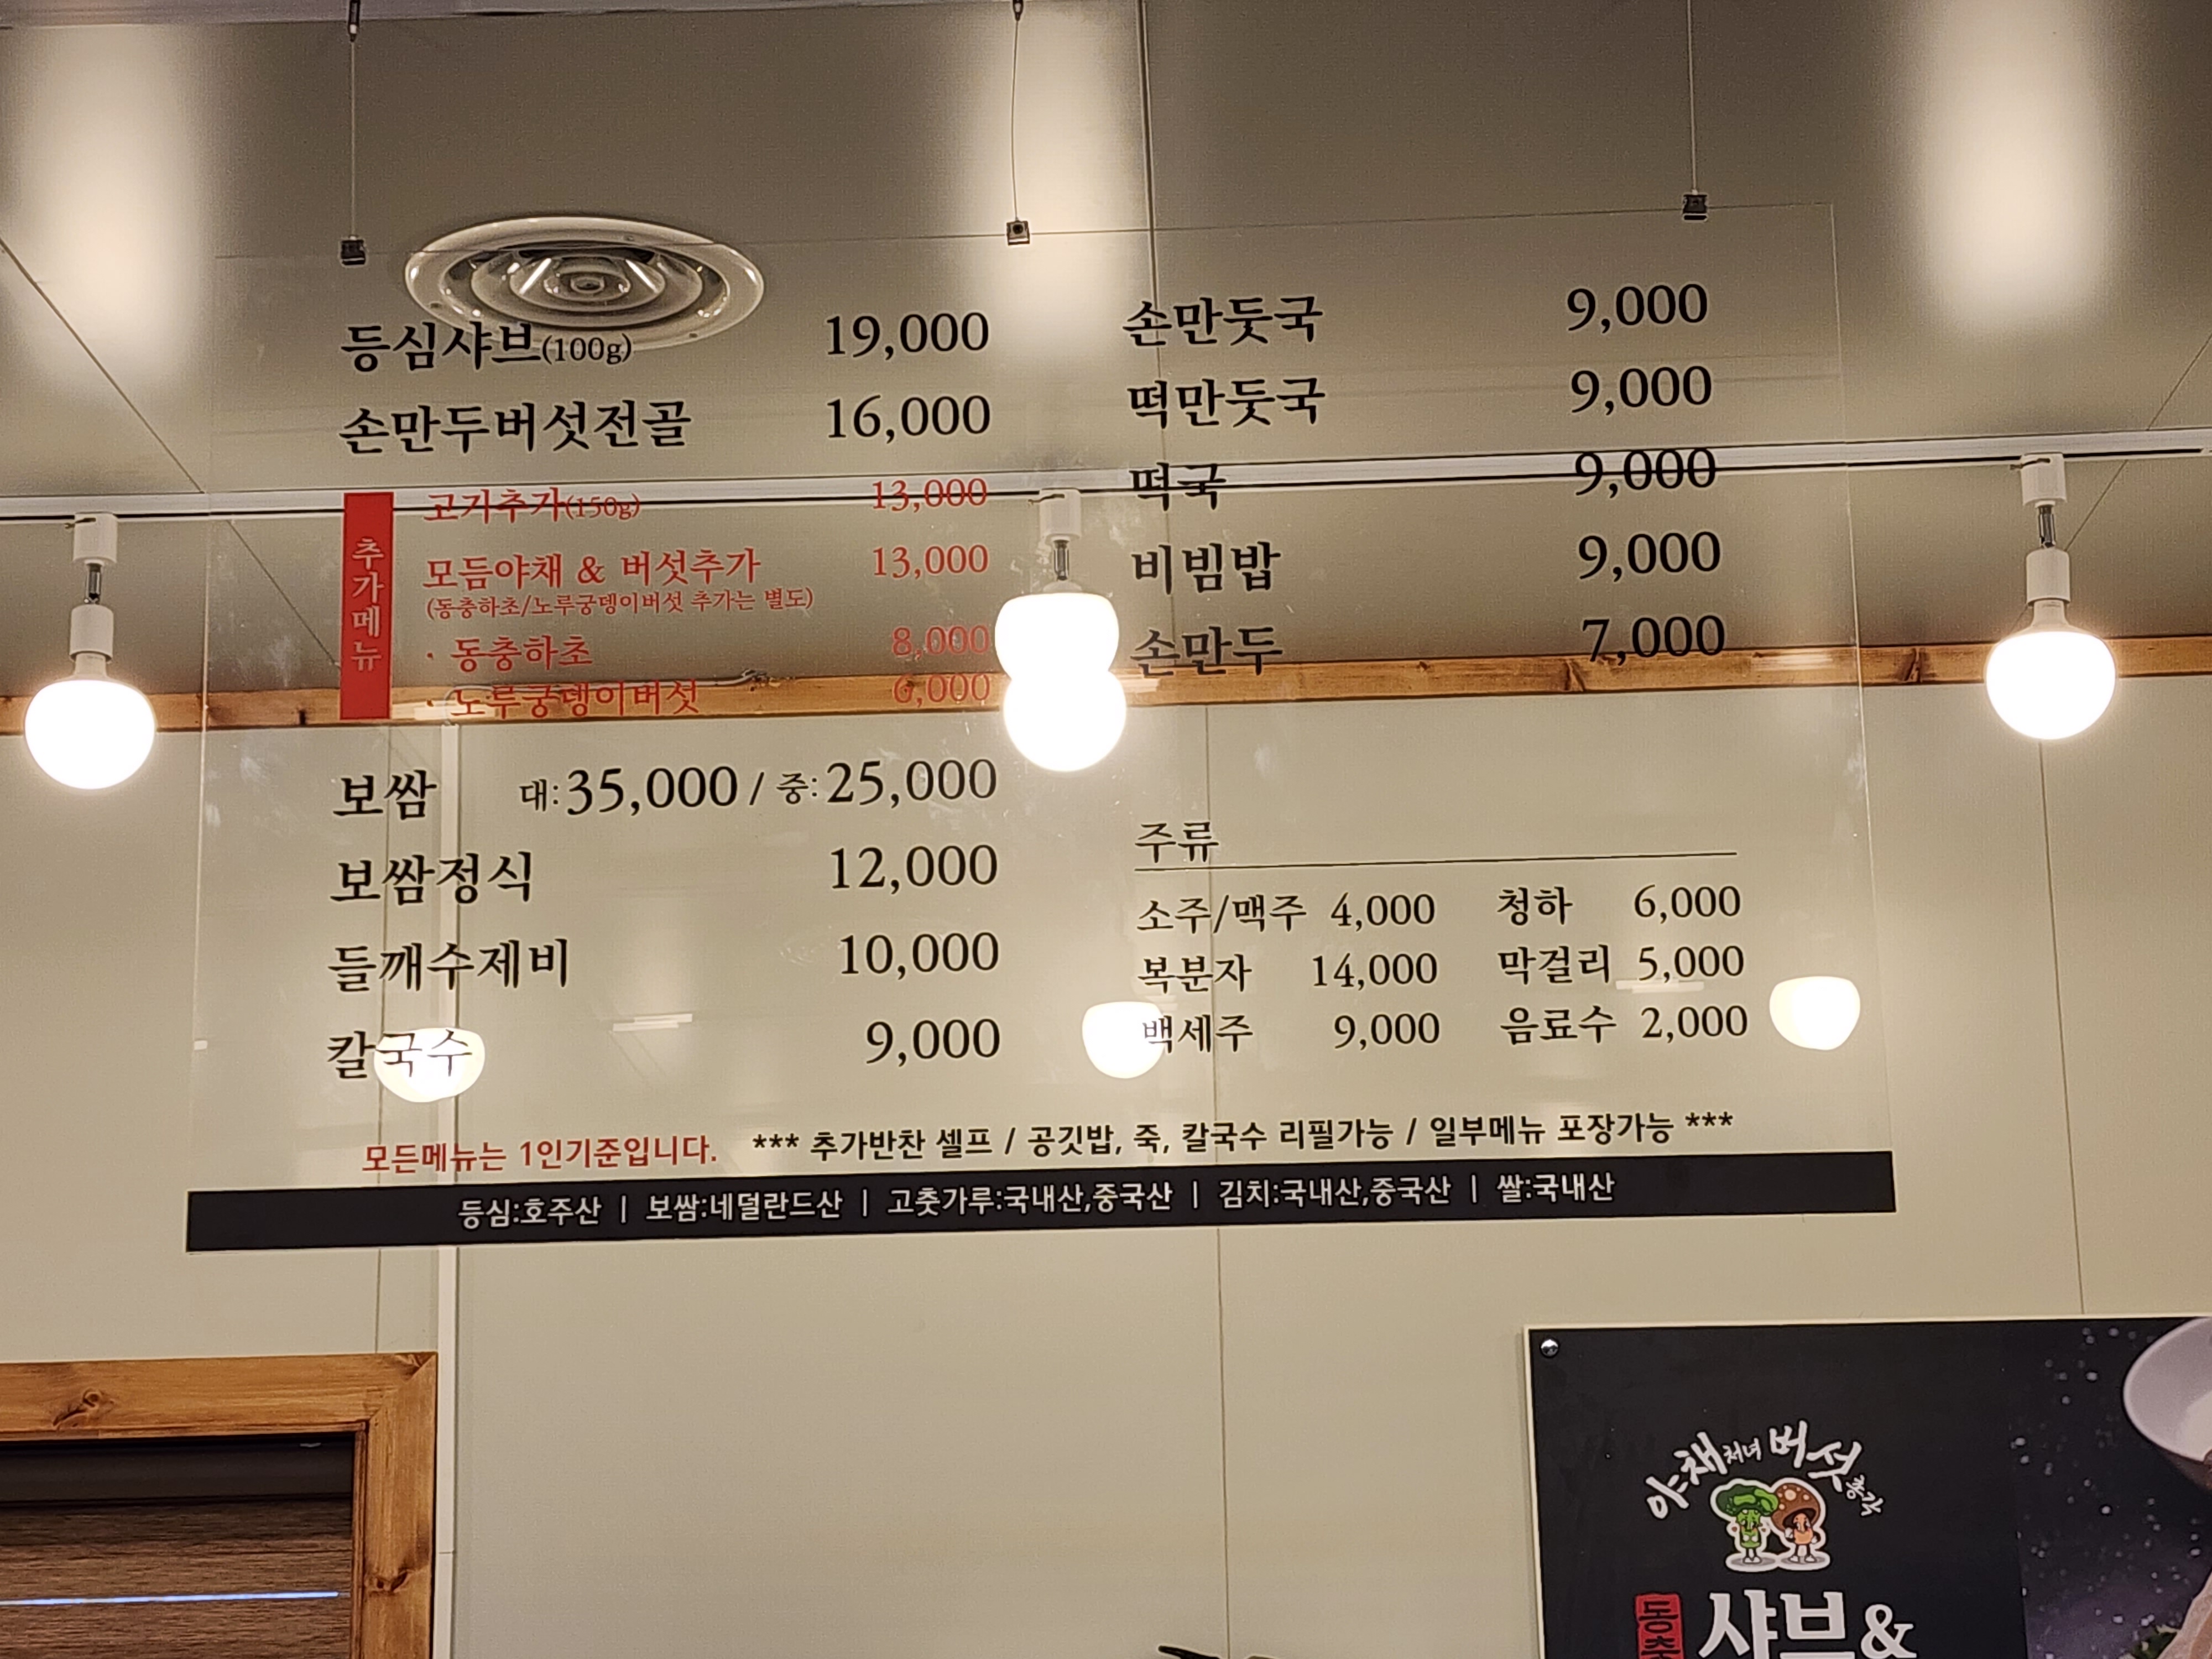 등심샤브(100g) 19,000
손만두버섯전골 16,000
추가메뉴
고기추가(150g) 13,000
모듬야채 & 버섯추가 13,000
(동충하초/노루궁뎅이버섯 추가는 별도)
· 동충하초 8,000
· 노루궁뎅이버섯 6,000
보쌈 대:35,000 / 중:25,000
보쌈정식 12,000
들깨수제비 10,000
칼국수 9,000
손만둣국 9,000
떡만둣국 9,000
떡국 9,000
비빔밥 9,000
손만두 7,000
주류
소주/맥주 4,000 청하 6,000
복분자 14,000 막걸리 5,000
백세주 9,000 음료수 2,000
모든메뉴는 1인기준입니다. *** 추가반찬 셀프 / 공깃밥, 죽, 칼국수 리필가능 / 일부메뉴 포장가능 ***
등심:호주산 | 보쌈:네덜란드산 | 고춧가루:국내산,중국산 | 김치:국내산,중국산 | 쌀:국내산
야채처녀버섯총각
동충
샤브&